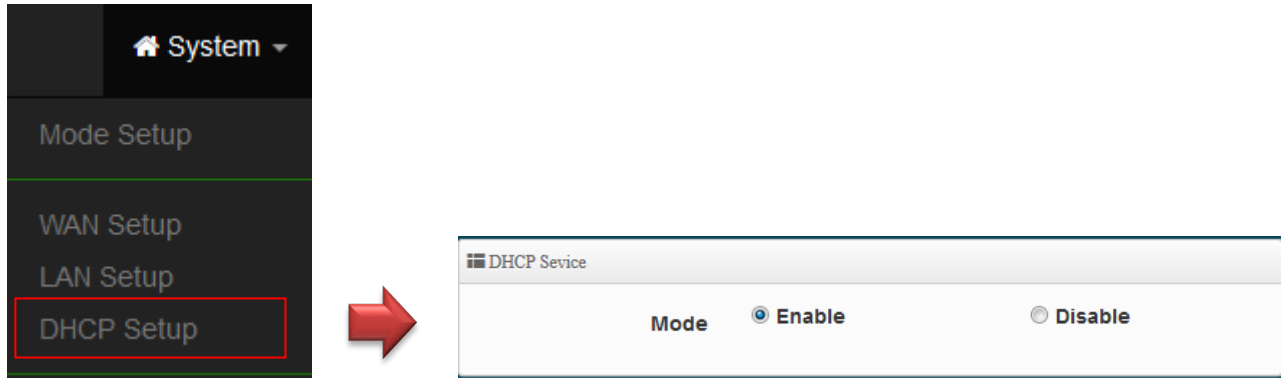 System
Mode Setup
WAN Setup
LAN Setup
DHCP Setup
DHCP Sevice
Mode Enable Disable